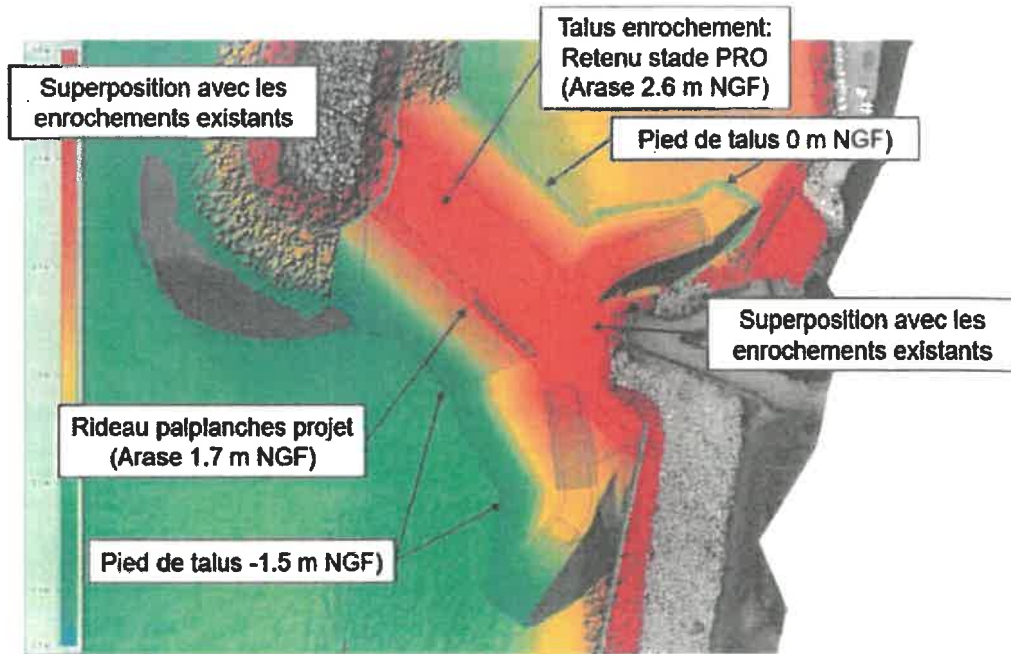 Talus enrochement:
Retenu stade PRO
(Arase 2.6 m NGF)
Superposition avec les
enrochements existants
Pied de talus 0 m NGF)
Superposition avec les
enrochements existants
Rideau palplanches projet
(Arase 1.7 m NGF)
Pied de talus -1.5 m NGF)